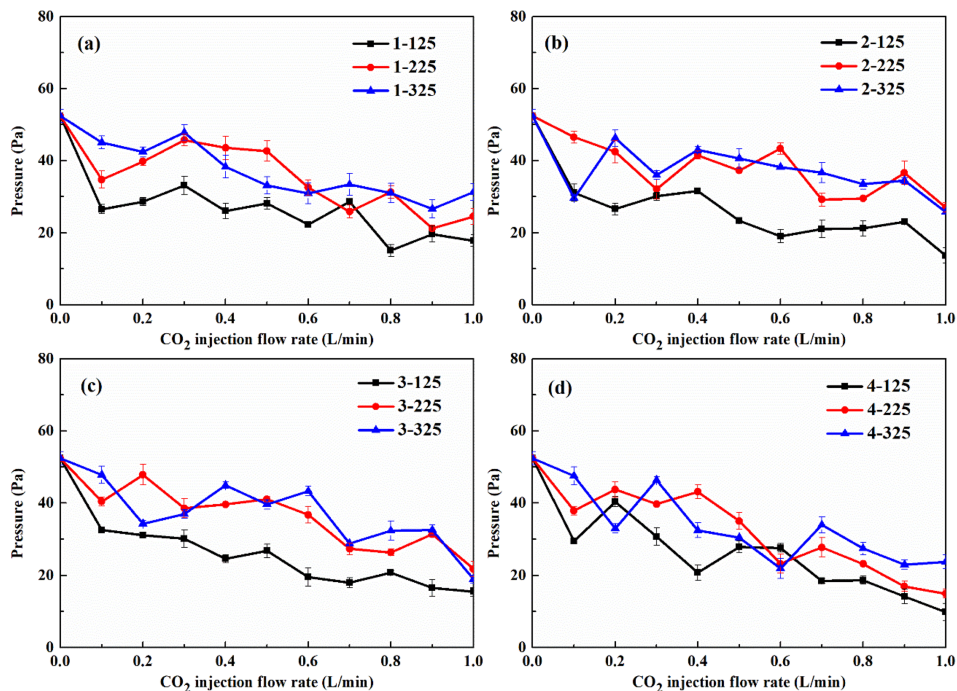 (a)
1-125
1-225
1-325
Pressure (Pa)
80
60
40
20
0
0.0 0.2 0.4 0.6 0.8 1.0
CO₂ injection flow rate (L/min)
(b)
2-125
2-225
2-325
Pressure (Pa)
80
60
40
20
0
0.0 0.2 0.4 0.6 0.8 1.0
CO₂ injection flow rate (L/min)
(c)
3-125
3-225
3-325
Pressure (Pa)
80
60
40
20
0
0.0 0.2 0.4 0.6 0.8 1.0
CO₂ injection flow rate (L/min)
(d)
4-125
4-225
4-325
Pressure (Pa)
80
60
40
20
0
0.0 0.2 0.4 0.6 0.8 1.0
CO₂ injection flow rate (L/min)